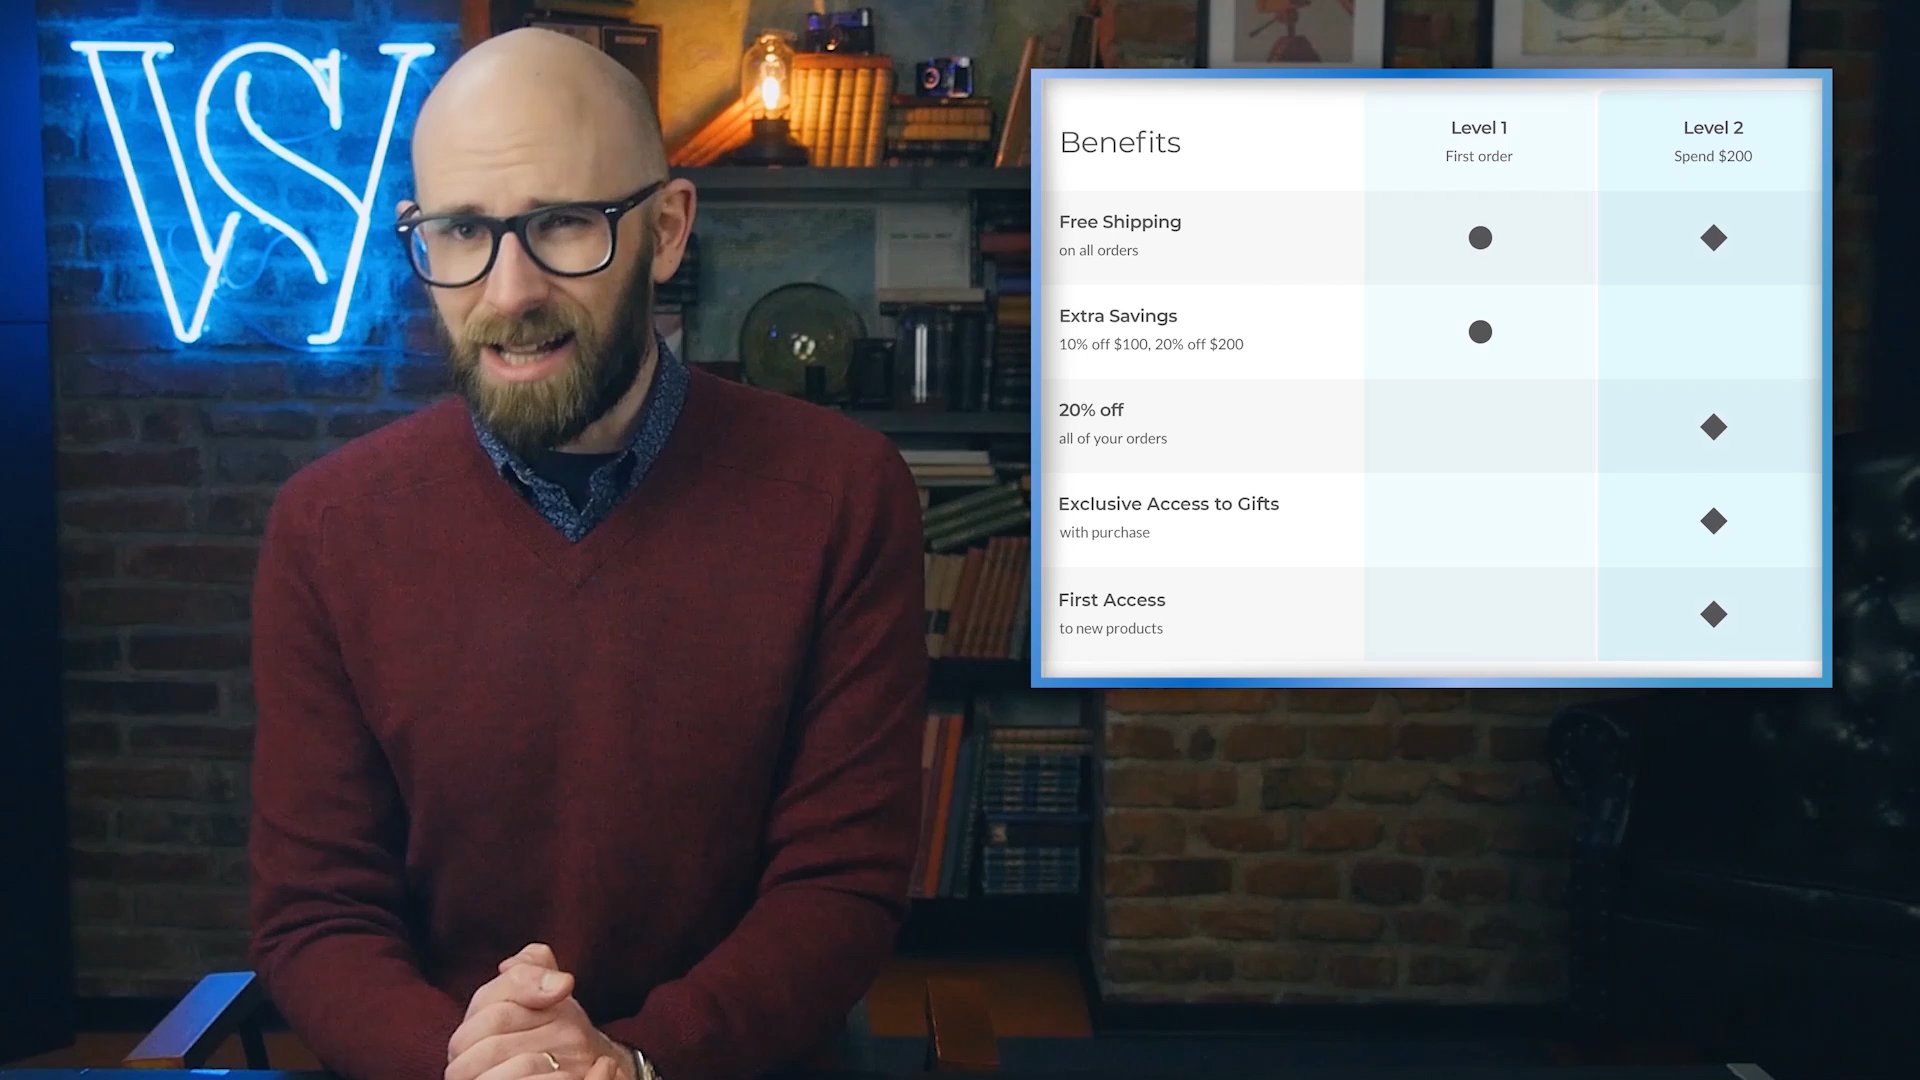 WS
Benefits
Level 1
First order
Level 2
Spend $200
Free Shipping
on all orders
Extra Savings
10% off $100, 20% off $200
20% off
all of your orders
Exclusive Access to Gifts
with purchase
First Access
to new products